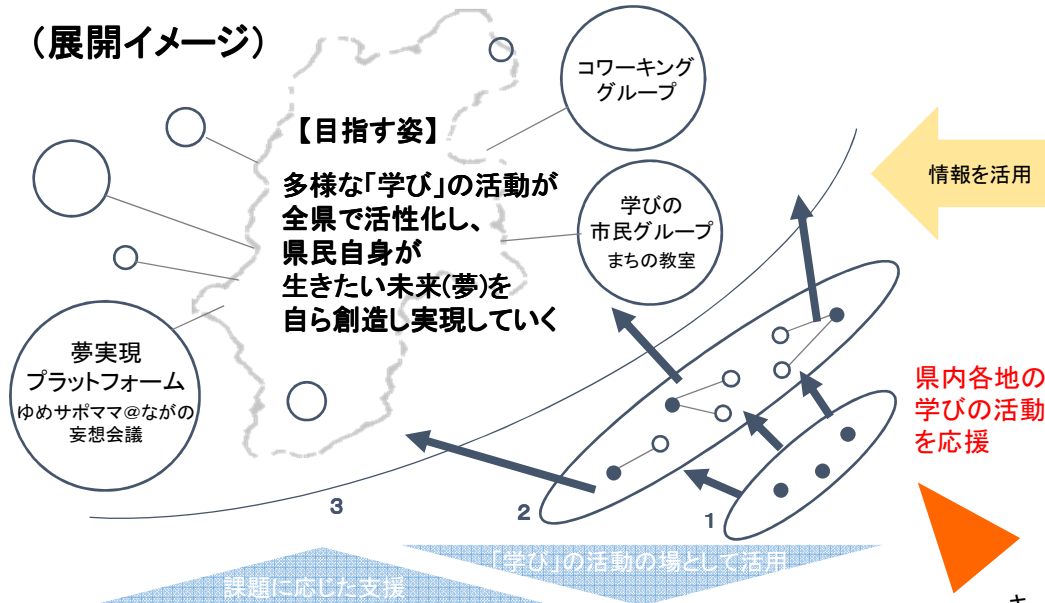 (展開イメージ)
コワーキング
グループ
【目指す姿】
多様な「学び」の活動が
全県で活性化し、
県民自身が
生きたい未来(夢)を
自ら創造し実現していく
情報を活用
学びの
市民グループ
まちの教室
夢実現
プラットフォーム
ゆめサポママ@ながの
妄想会議
県内各地の
学びの活動
を応援
3
2
1
「学び」の活動の場として活用
課題に応じた支援